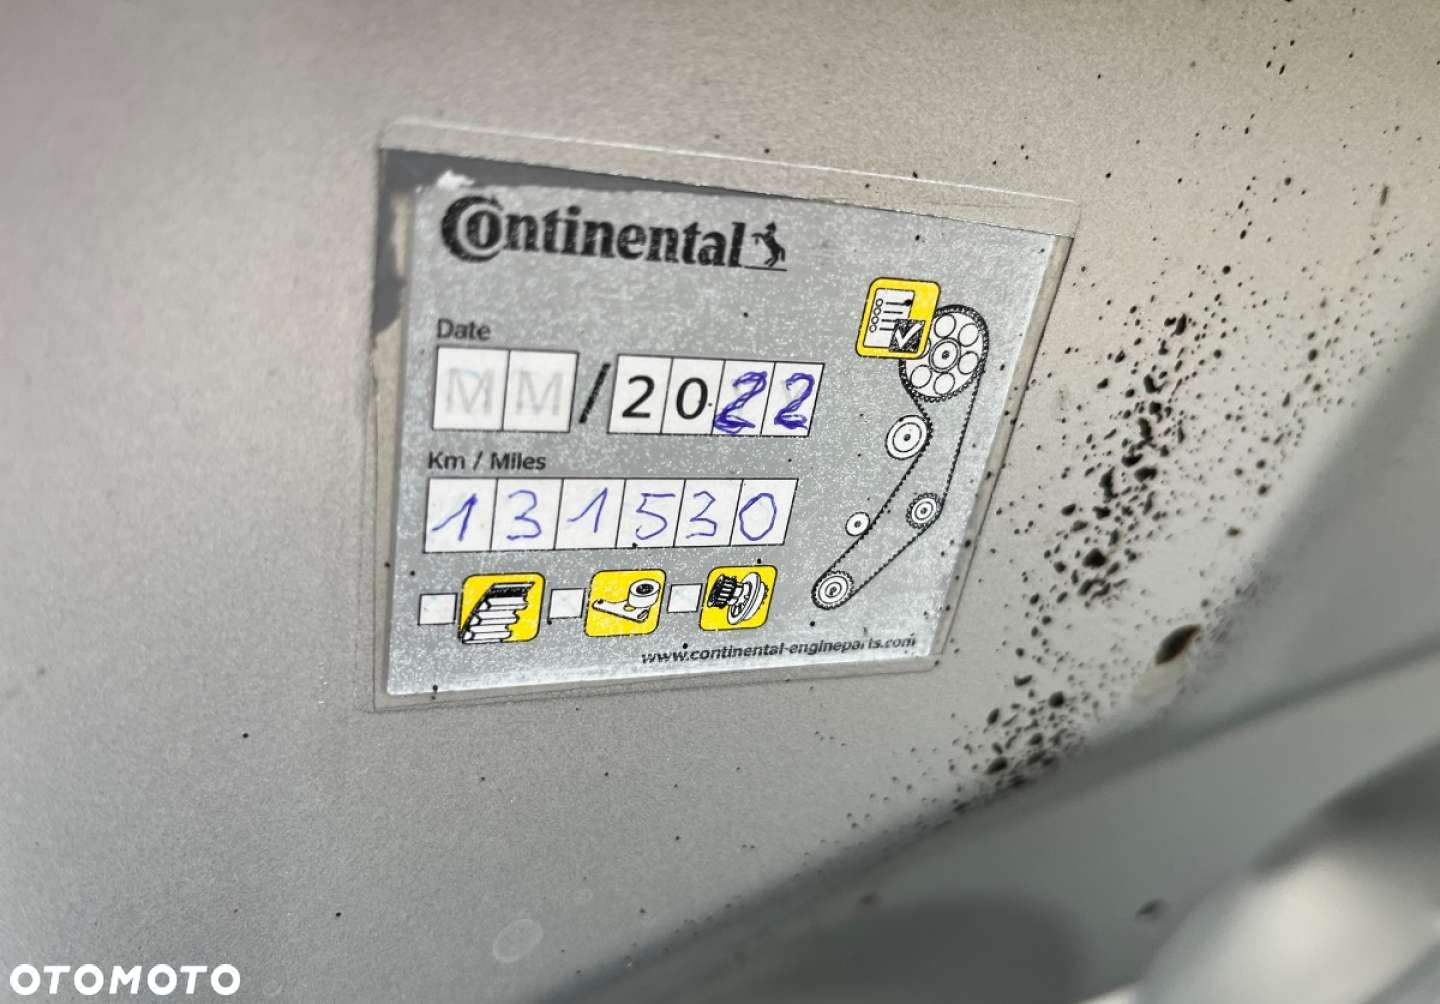 Continental
Date
MM/2022
Km / Miles
131530
www.continental-engineparts.com
OTOMOTO